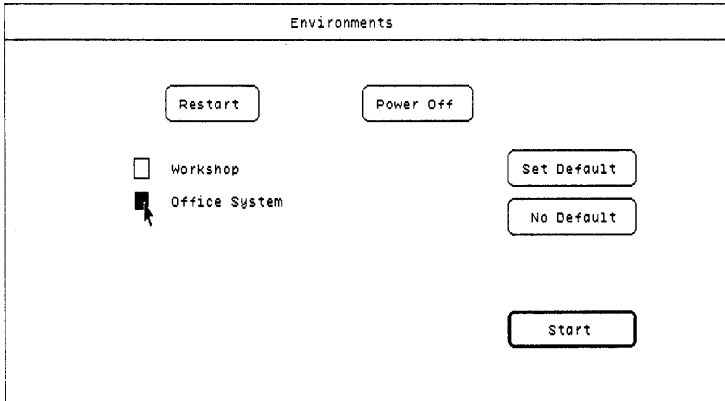 Environments
Restart
Power Off
Workshop
Set Default
Office System
No Default
Start